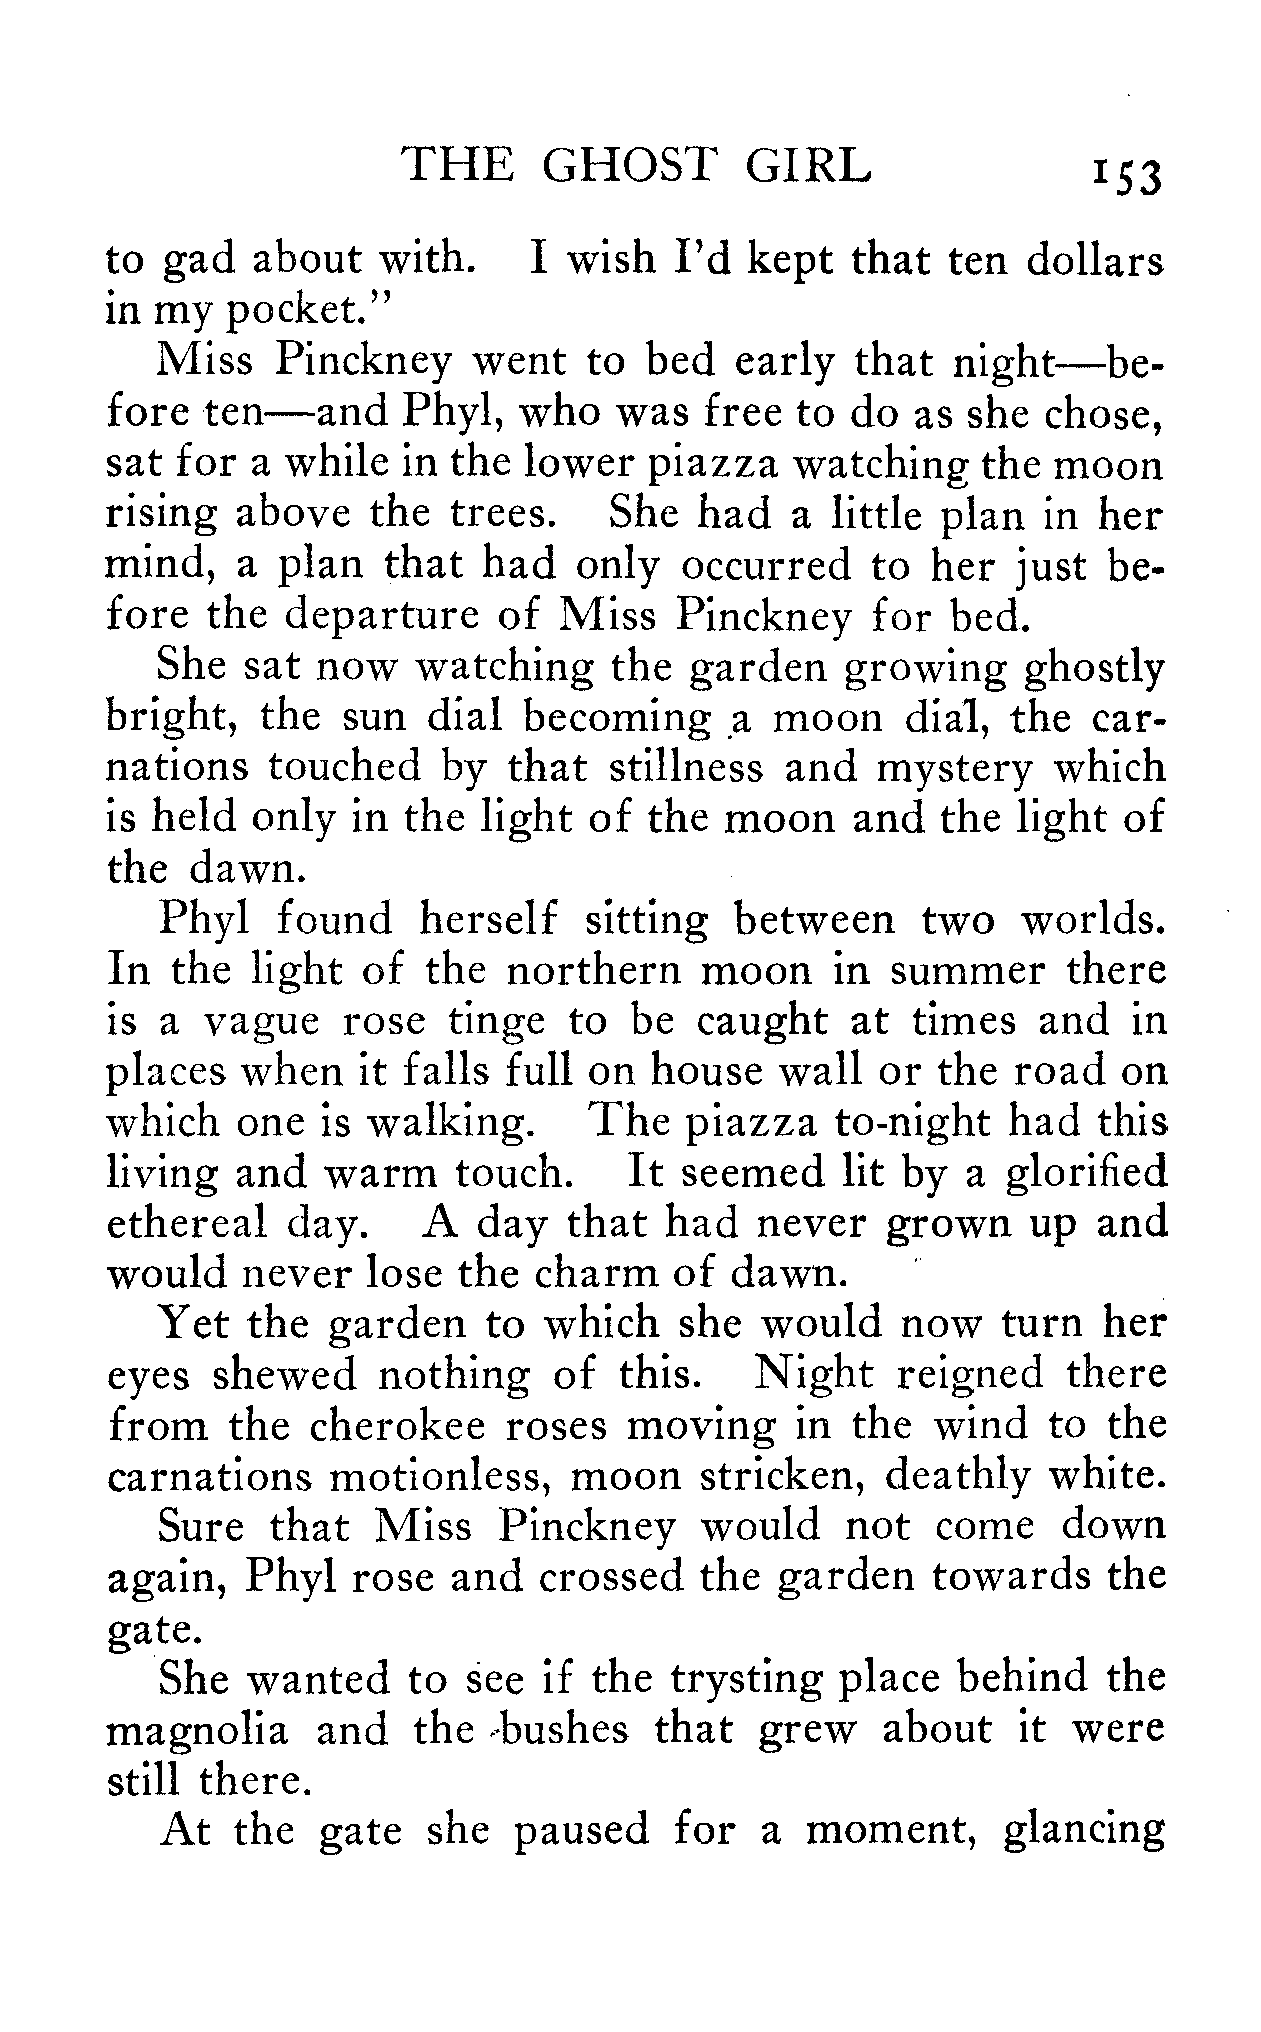 THE GHOST GIRL 153
to gad about with. I wish I'd kept that ten dollars
in my pocket."
Miss Pinckney went to bed early that night—be-
fore ten—and Phyl, who was free to do as she chose,
sat for a while in the lower piazza watching the moon
rising above the trees. She had a little plan in her
mind, a plan that had only occurred to her just be-
fore the departure of Miss Pinckney for bed.
She sat now watching the garden growing ghostly
bright, the sun dial becoming a moon dial, the car-
nations touched by that stillness and mystery which
is held only in the light of the moon and the light of
the dawn.
Phyl found herself sitting between two worlds.
In the light of the northern moon in summer there
is a vague rose tinge to be caught at times and in
places when it falls full on house wall or the road on
which one is walking. The piazza to-night had this
living and warm touch. It seemed lit by a glorified
ethereal day. A day that had never grown up and
would never lose the charm of dawn.
Yet the garden to which she would now turn her
eyes shewed nothing of this. Night reigned there
from the cherokee roses moving in the wind to the
carnations motionless, moon stricken, deathly white.
Sure that Miss Pinckney would not come down
again, Phyl rose and crossed the garden towards the
gate.
She wanted to see if the trysting place behind the
magnolia and the bushes that grew about it were
still there.
At the gate she paused for a moment, glancing